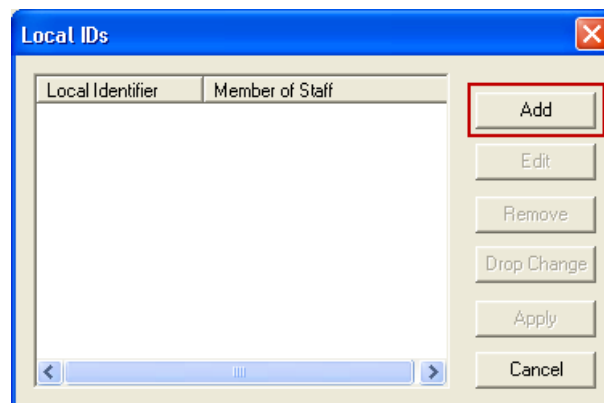 Local IDs
Local Identifier Member of Staff
Add
Edit
Remove
Drop Change
Apply
Cancel